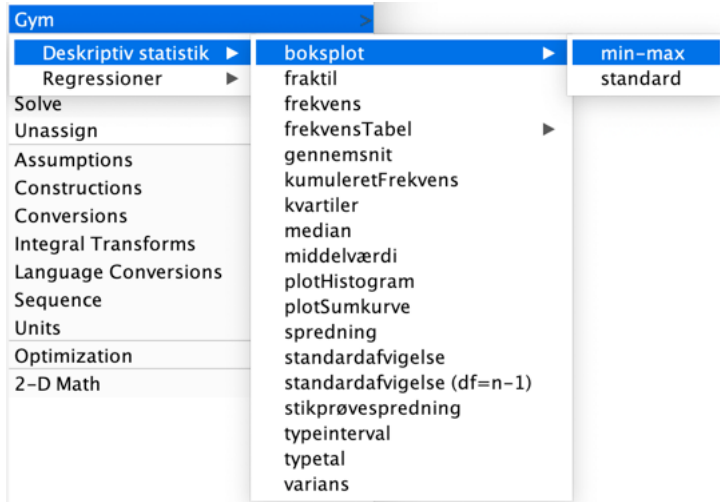 Gym
Deskriptiv statistik
Regressioner
Solve
Unassign
Assumptions
Constructions
Conversions
Integral Transforms
Language Conversions
Sequence
Units
Optimization
2-D Math
boksplot
fraktil
frekvens
frekvensTabel
gennemsnit
kumuleretFrekvens
kvartiler
median
middelværdi
plotHistogram
plotSumkurve
spredning
standardafvigelse
standardafvigelse (df=n-1)
stikprøvespredning
typeinterval
typetal
varians
min-max
standard